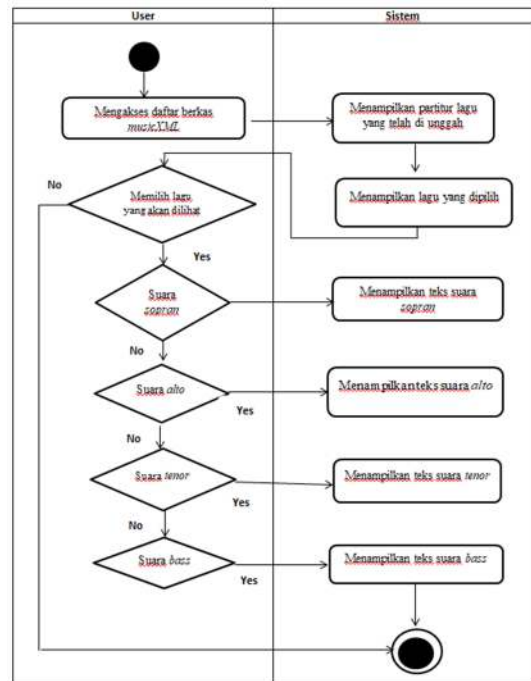 User
Sistem
Mengakses daftar berkas
musicXML
Menampilkan partitur lagu
yang telah di unggah
No
Memilih lagu
yang akan dilihat
Menampilkan lagu yang dipilih
Yes
Suara
sopran
Menampilkan teks suara
sopran
No
Suara alto
Menampilkan teks suara alto
Yes
No
Suara tenor
Menampilkan teks suara tenor
Yes
No
Suara bass
Menampilkan teks suara bass
Yes